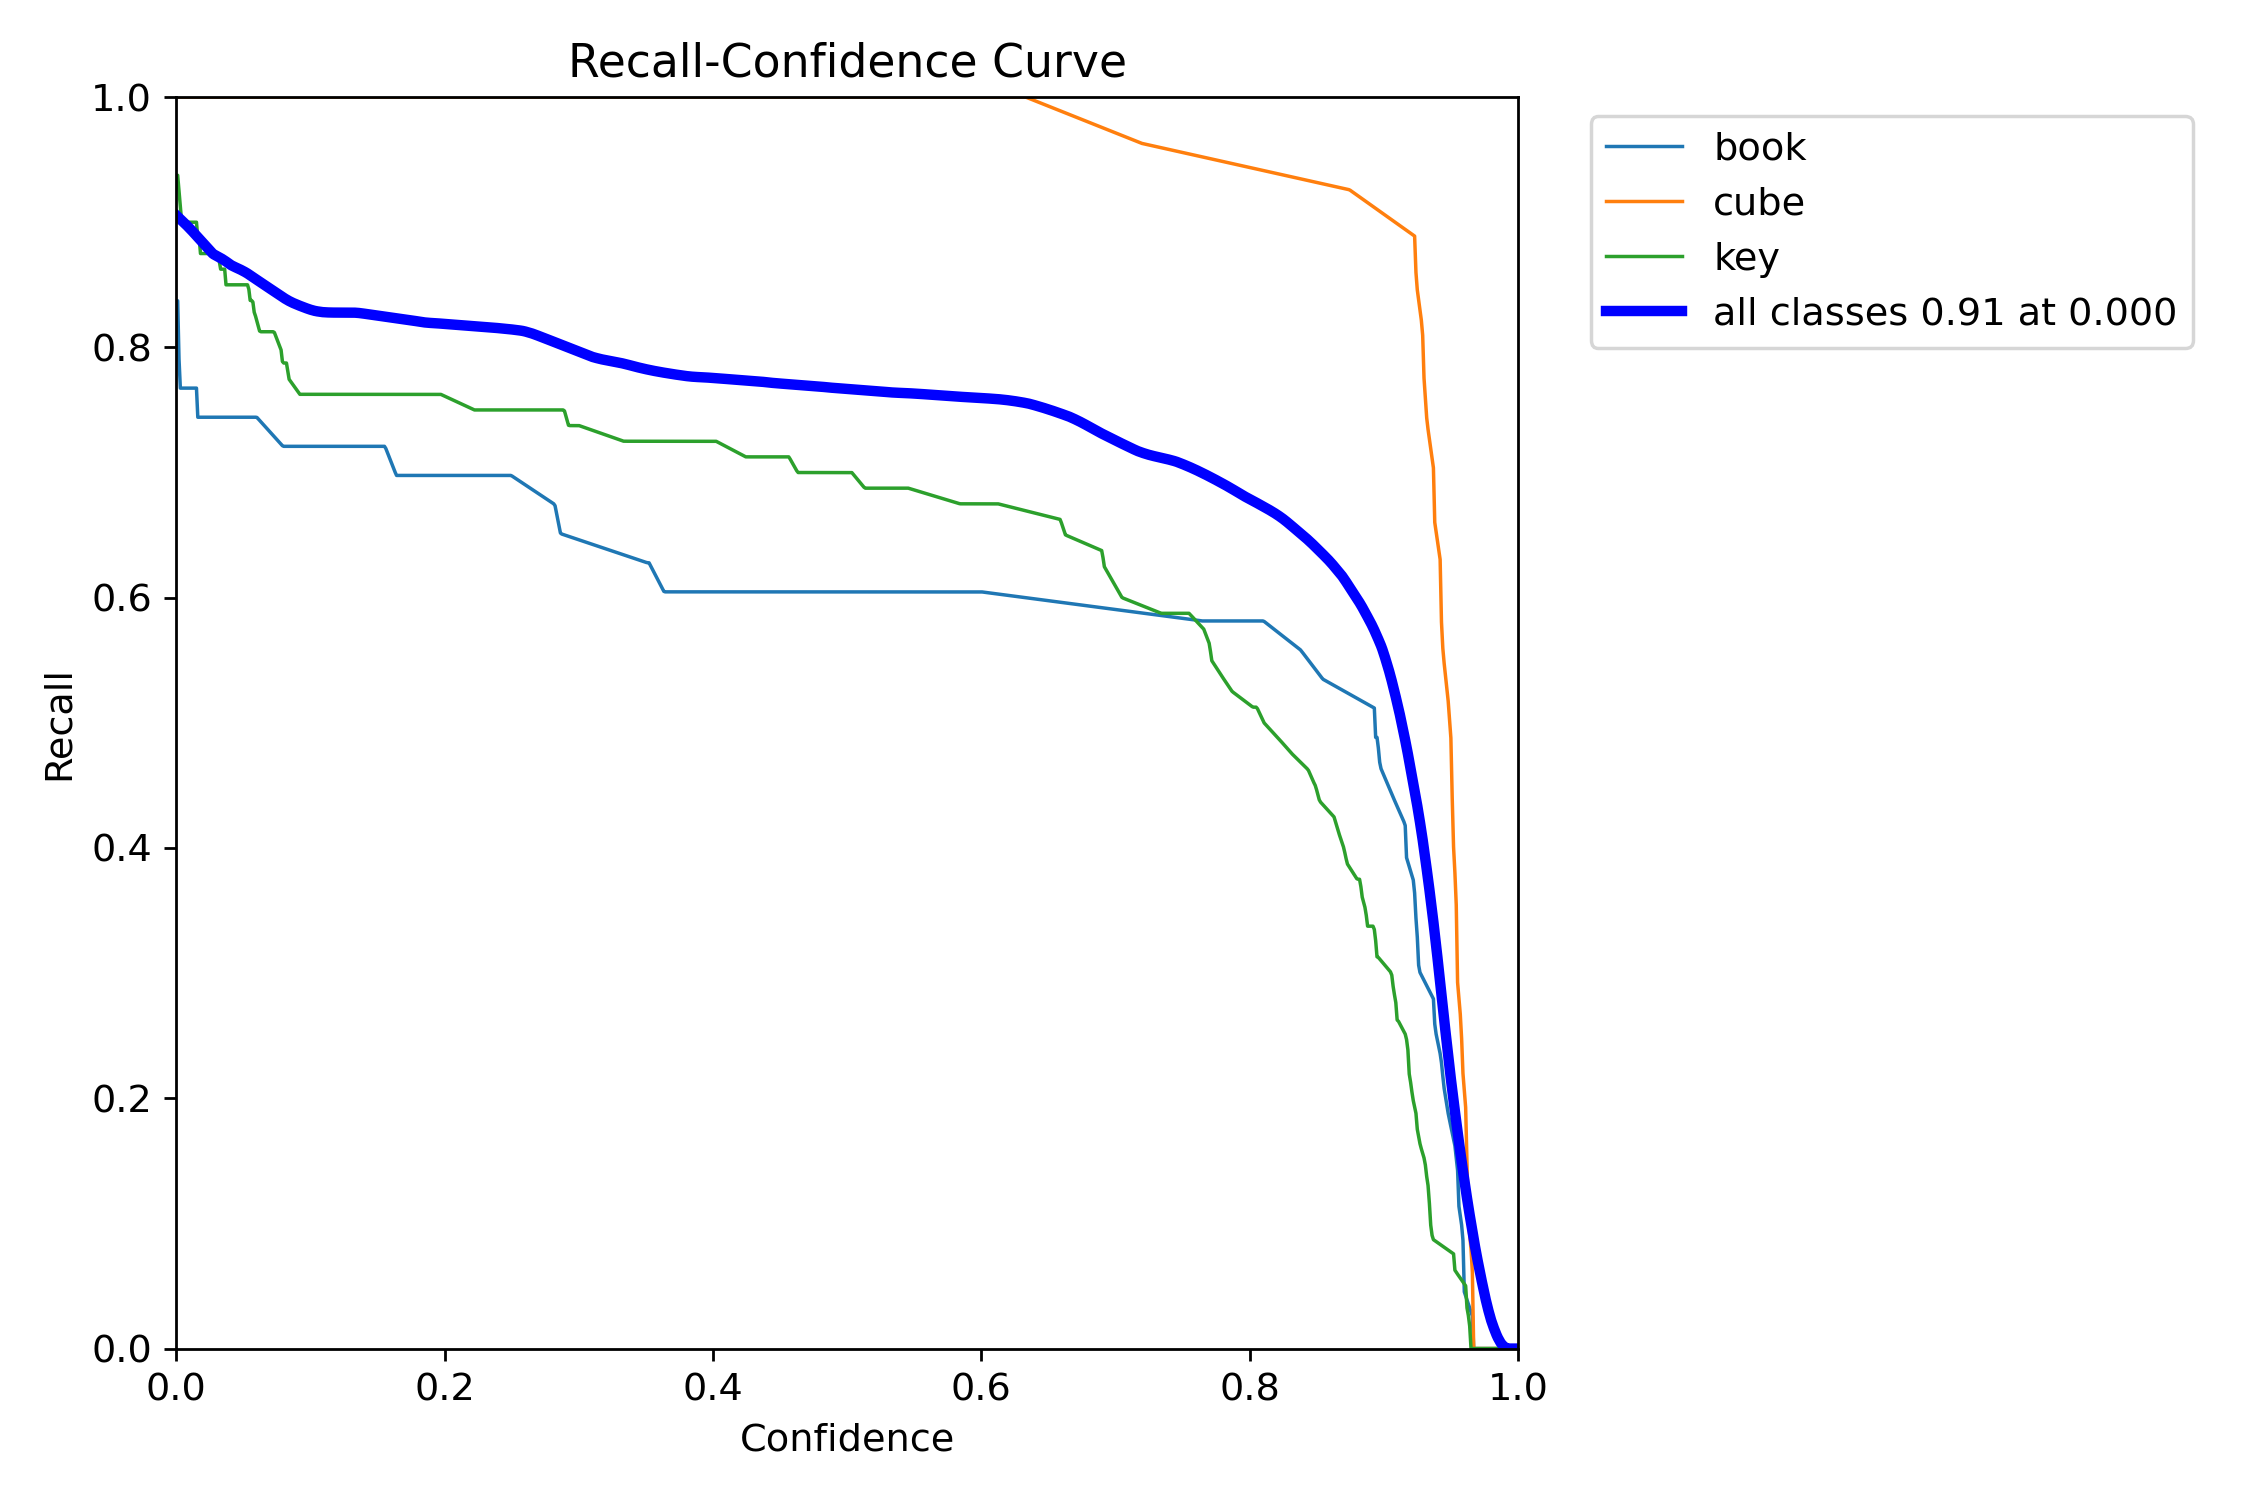 Recall-Confidence Curve
1.0
0.8
0.6
0.4
0.2
0.0
Recall
0.0 0.2 0.4 0.6 0.8 1.0
Confidence
book
cube
key
all classes 0.91 at 0.000